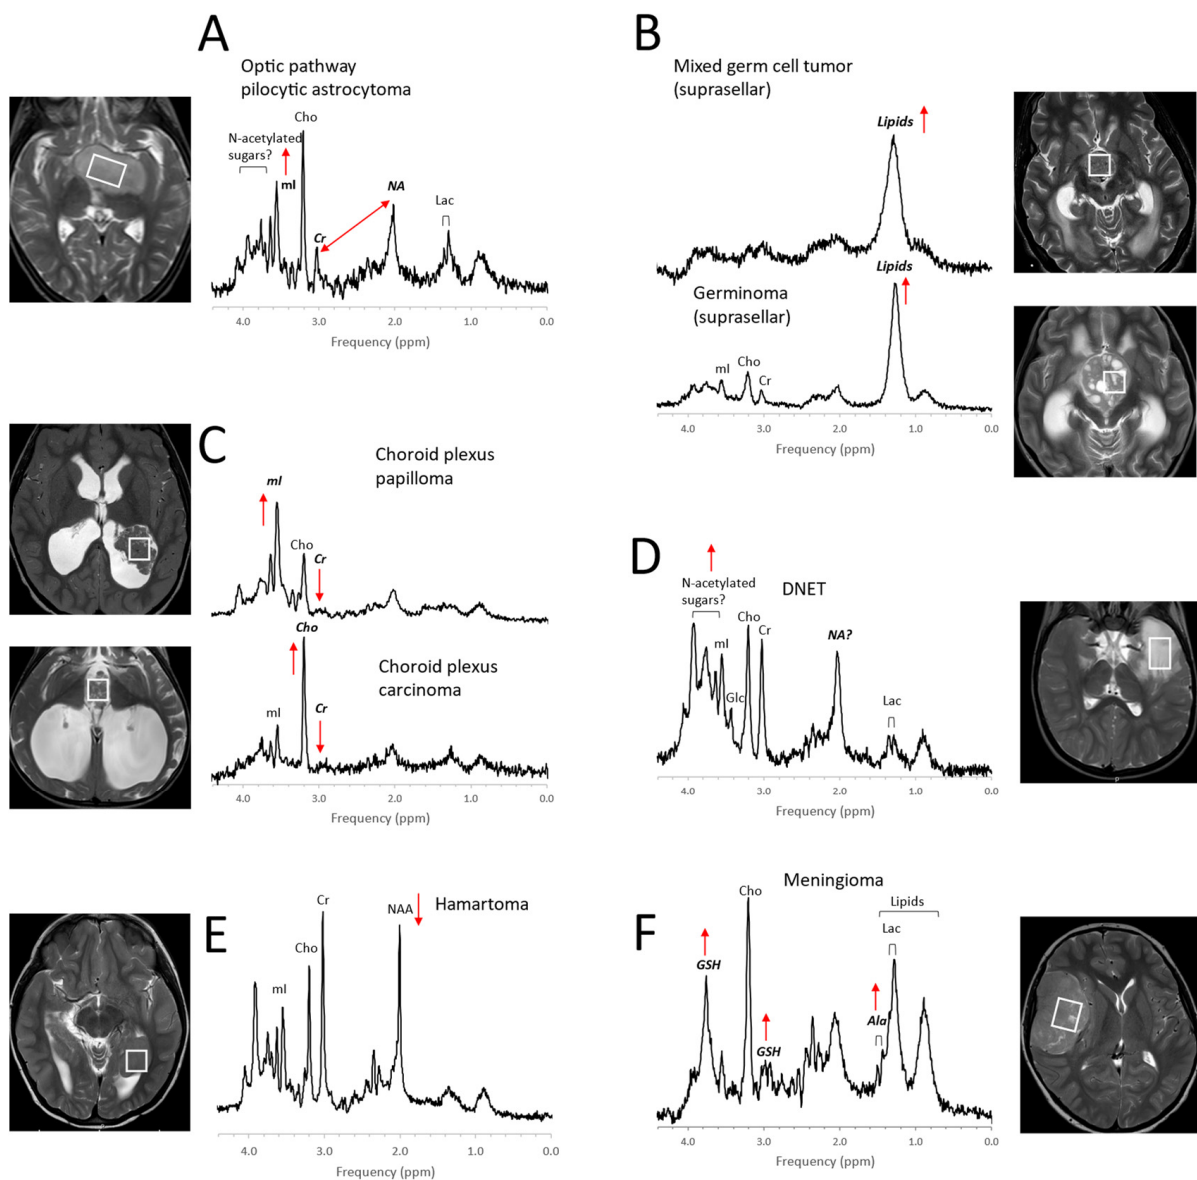 A
Optic pathway
pilocytic astrocytoma
N-acetylated
sugars?
mI
Cho
Cr
NA
Lac
4.0 3.0 2.0 1.0 0.0
Frequency (ppm)
B
Mixed germ cell tumor
(suprasellar)
Lipids
Germinoma
(suprasellar)
Lipids
mI
Cho
Cr
4.0 3.0 2.0 1.0 0.0
Frequency (ppm)
C
Choroid plexus
papilloma
mI
Cho
Cr
Choroid plexus
carcinoma
Cho
mI
Cr
4.0 3.0 2.0 1.0 0.0
Frequency (ppm)
D
DNET
N-acetylated
sugars?
mI
Glc
Cho
Cr
NA?
Lac
4.0 3.0 2.0 1.0 0.0
Frequency (ppm)
E
Hamartoma
mI
Cho
Cr
NAA
4.0 3.0 2.0 1.0 0.0
Frequency (ppm)
F
Meningioma
GSH
Cho
GSH
Ala
Lac
Lipids
4.0 3.0 2.0 1.0 0.0
Frequency (ppm)